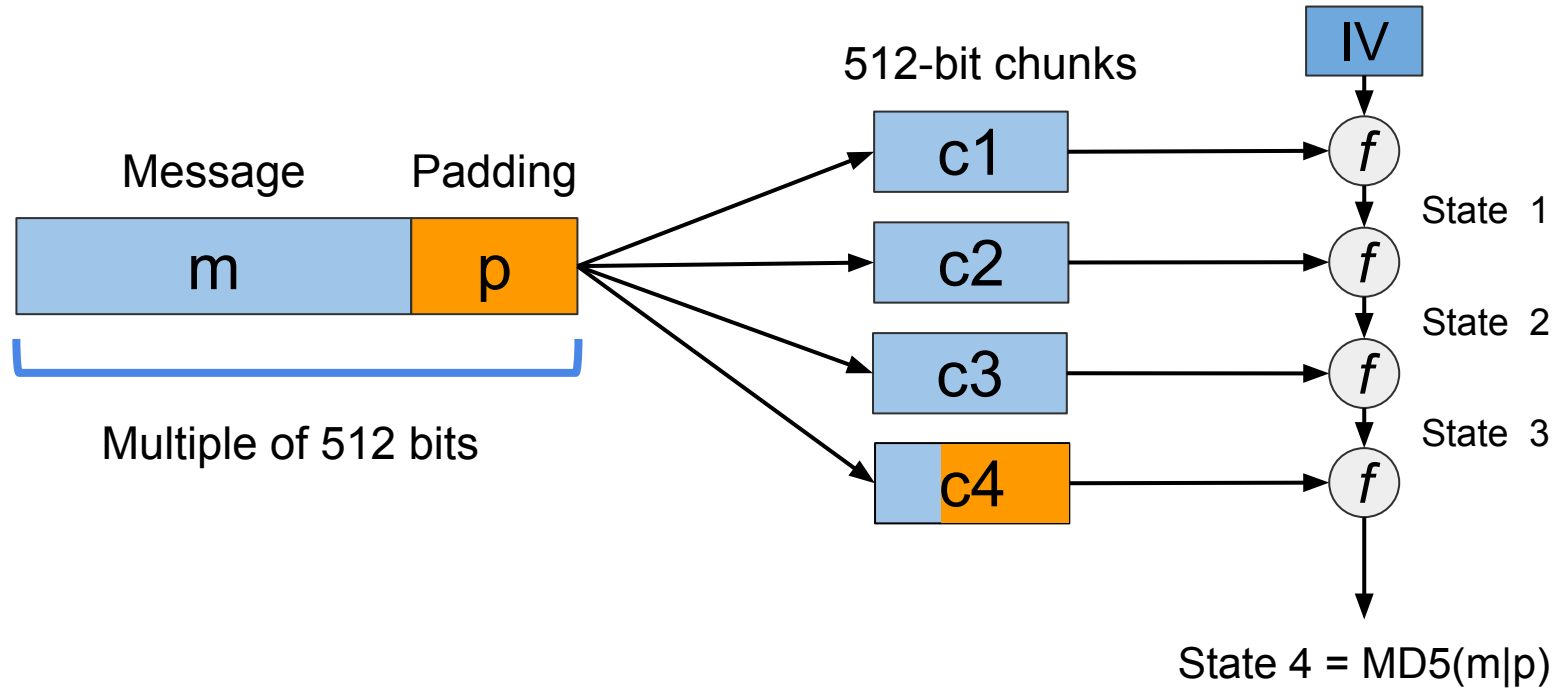 Message
Padding
m
p
Multiple of 512 bits
512-bit chunks
c1
c2
c3
c4
IV
f
State 1
f
State 2
f
State 3
f
State 4 = MD5(m|p)